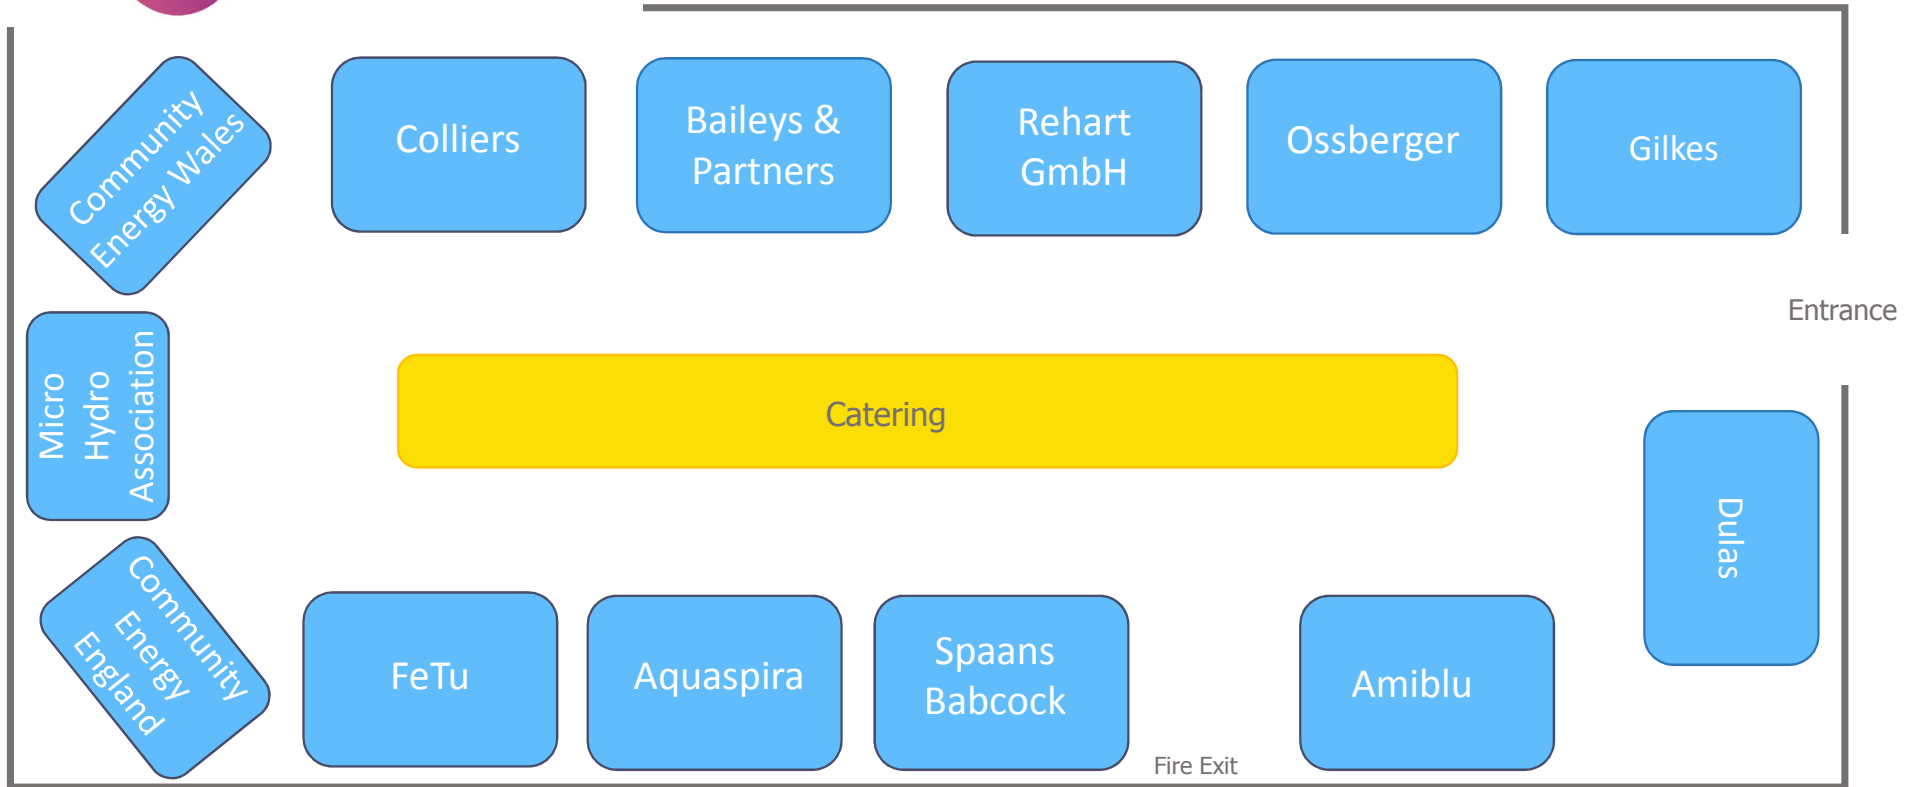 Community
Energy Wales
Colliers
Baileys &
Partners
Rehart
GmbH
Ossberger
Gilkes
Entrance
Micro
Hydro
Association
Catering
Dulas
Community
Energy
England
FeTu
Aquaspira
Spaans
Babcock
Amiblu
Fire Exit